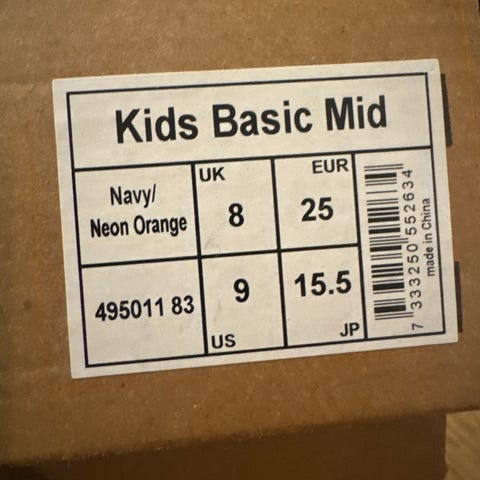 Kids Basic Mid
Navy/
Neon Orange
UK
8
EUR
25
495011 83
9
US
15.5
JP
7 333250 552634
made in China